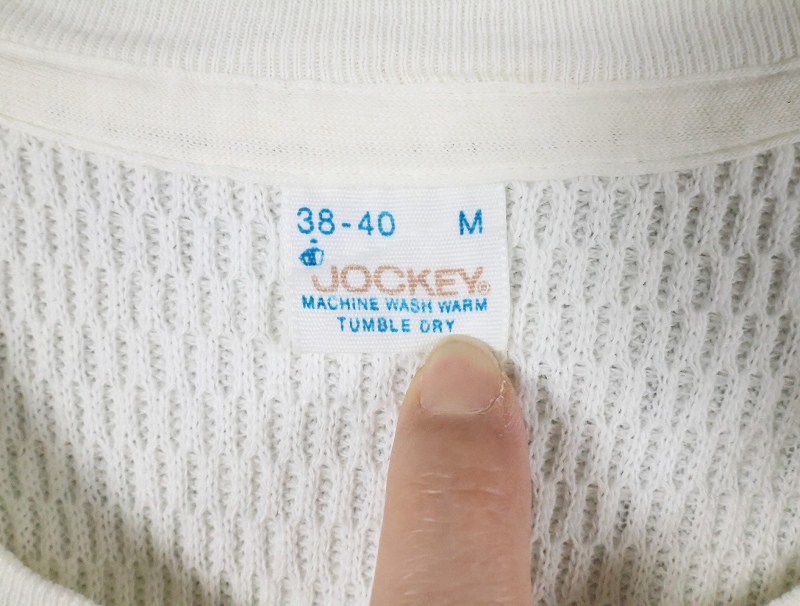 38-40 M
JOCKEY®
MACHINE WASH WARM
TUMBLE DRY